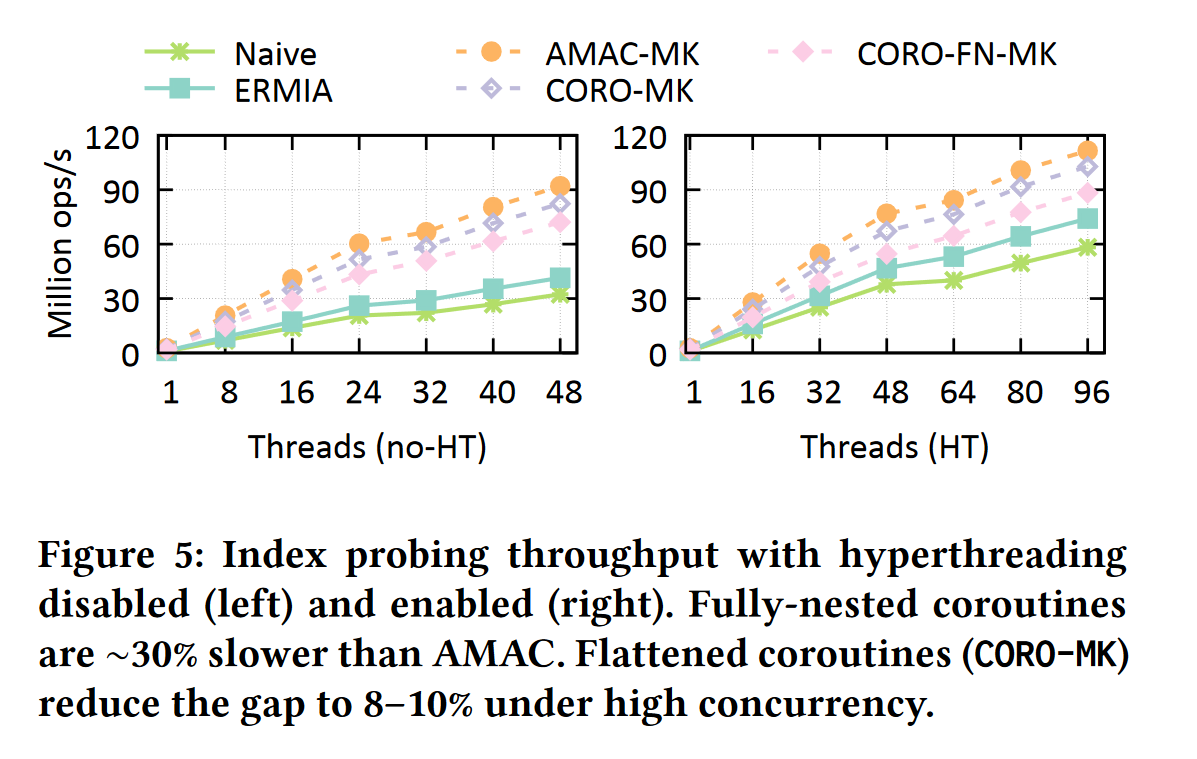 Naive
AMAC-MK
CORO-FN-MK
ERMIA
CORO-MK
Million ops/s
120
90
60
30
0
1 8 16 24 32 40 48
Threads (no-HT)
120
90
60
30
0
1 16 32 48 64 80 96
Threads (HT)
Figure 5: Index probing throughput with hyperthreading
disabled (left) and enabled (right). Fully-nested coroutines
are ~30% slower than AMAC. Flattened coroutines (CORO-MK)
reduce the gap to 8–10% under high concurrency.